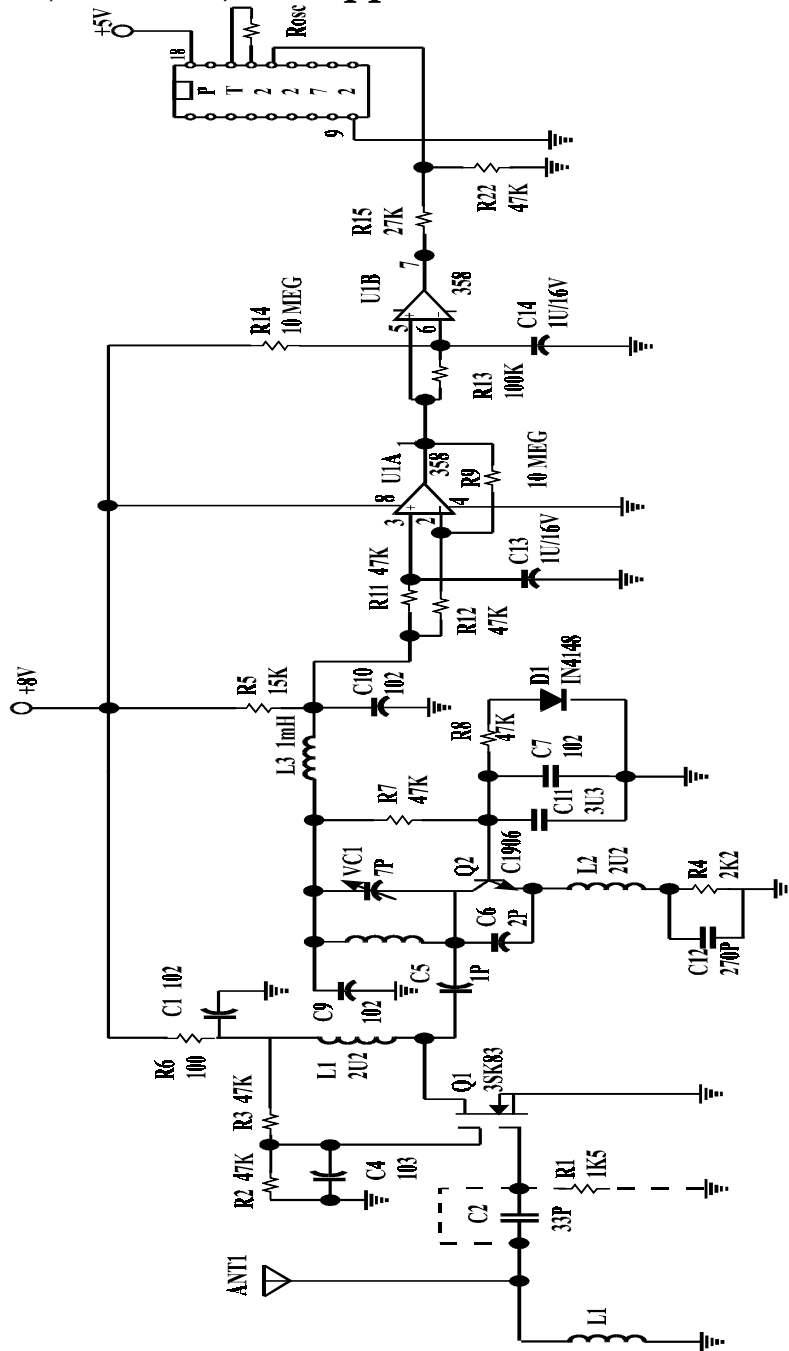 ANT1
L1
C2
33P
R1
1K5
R2 47K
R3 47K
C4
103
Q1
3SK83
R6
100
C1 102
L1
2U2
C9
102
C5
1P
C6
2P
VC1
7P
Q2
C1906
C12
270P
R4
2K2
L2
2U2
R7
47K
C11
3U3
C7
102
R8
47K
D1
IN4148
L3 1mH
R5
15K
C10
102
+8V
R11 47K
R12
47K
C13
1U/16V
3
+
2
8
4
U1A
358
1
R9
10 MEG
R13
100K
R14
10 MEG
C14
1U/16V
5
+
6
-
U1B
358
7
R15
27K
R22
47K
9
18
P T 2 2 7 2
Rosc
+5V